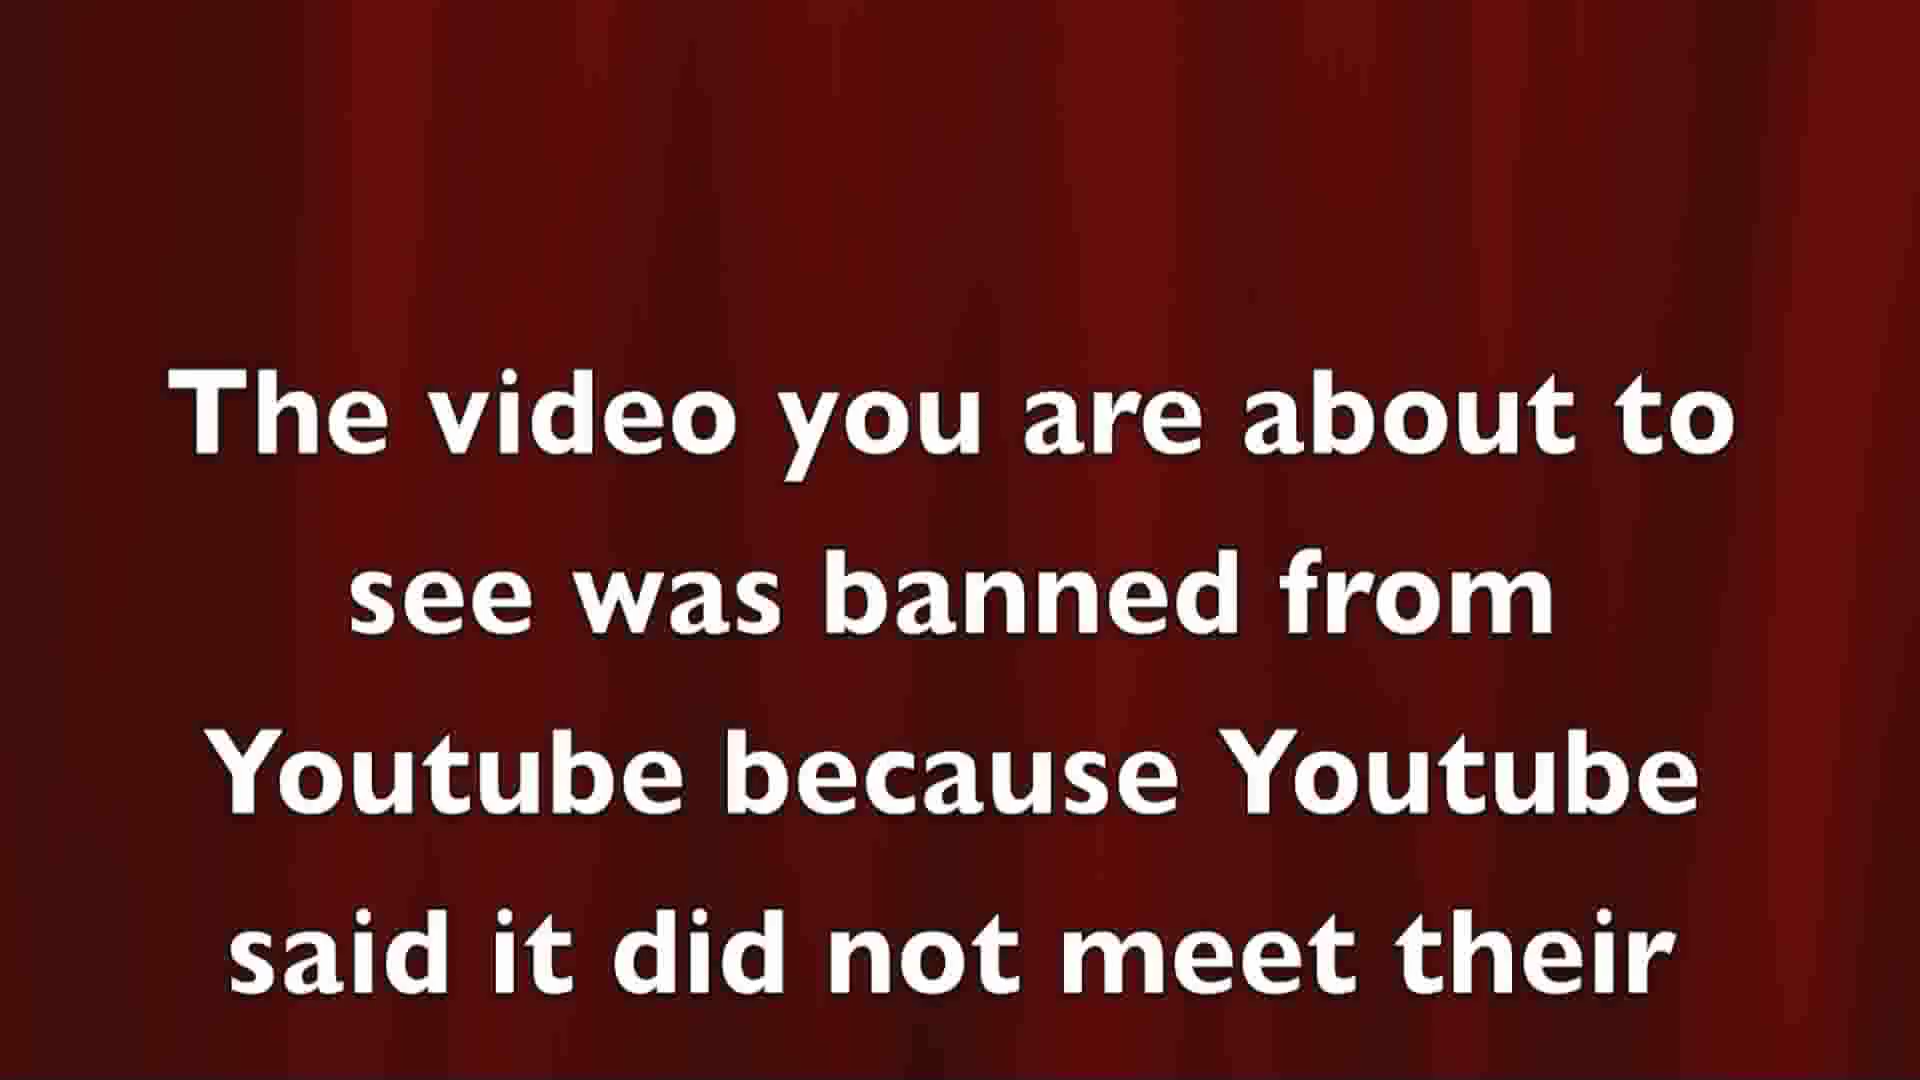 The video you are about to
see was banned from
Youtube because Youtube
said it did not meet their